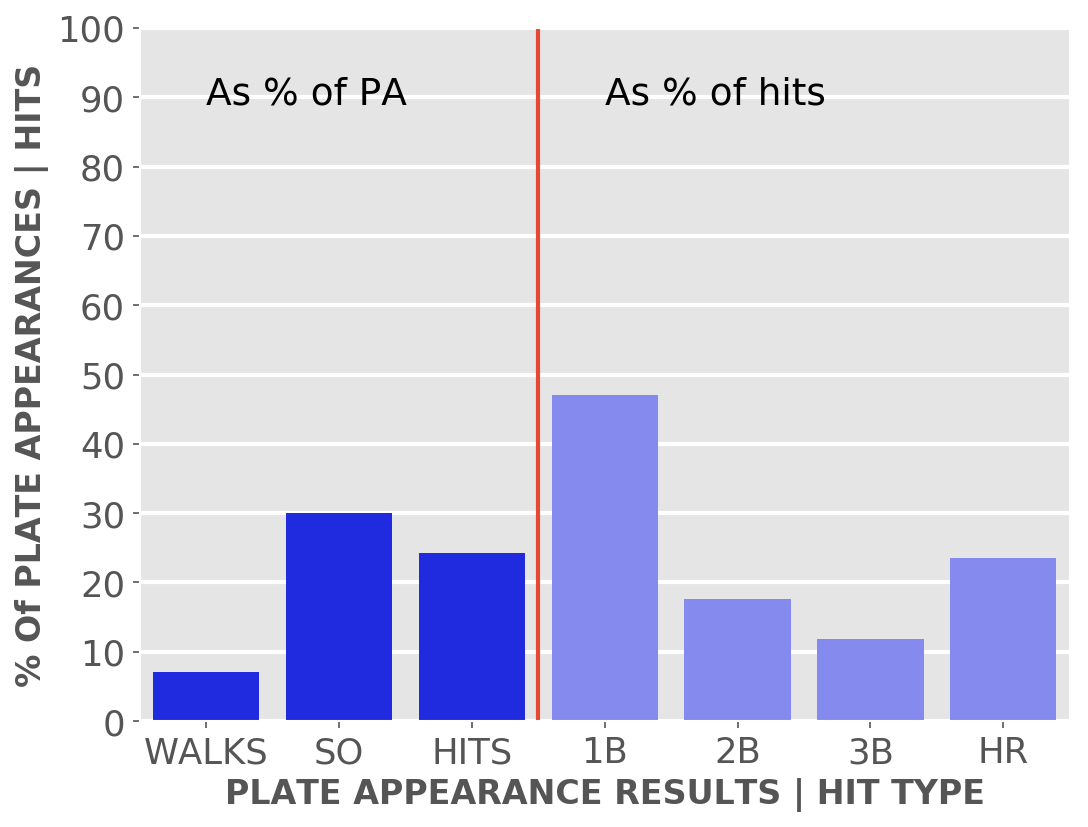 % Of PLATE APPEARANCES | HITS
100
90
80
70
60
50
40
30
20
10
0
As % of PA
As % of hits
WALKS
SO
HITS
1B
2B
3B
HR
PLATE APPEARANCE RESULTS | HIT TYPE